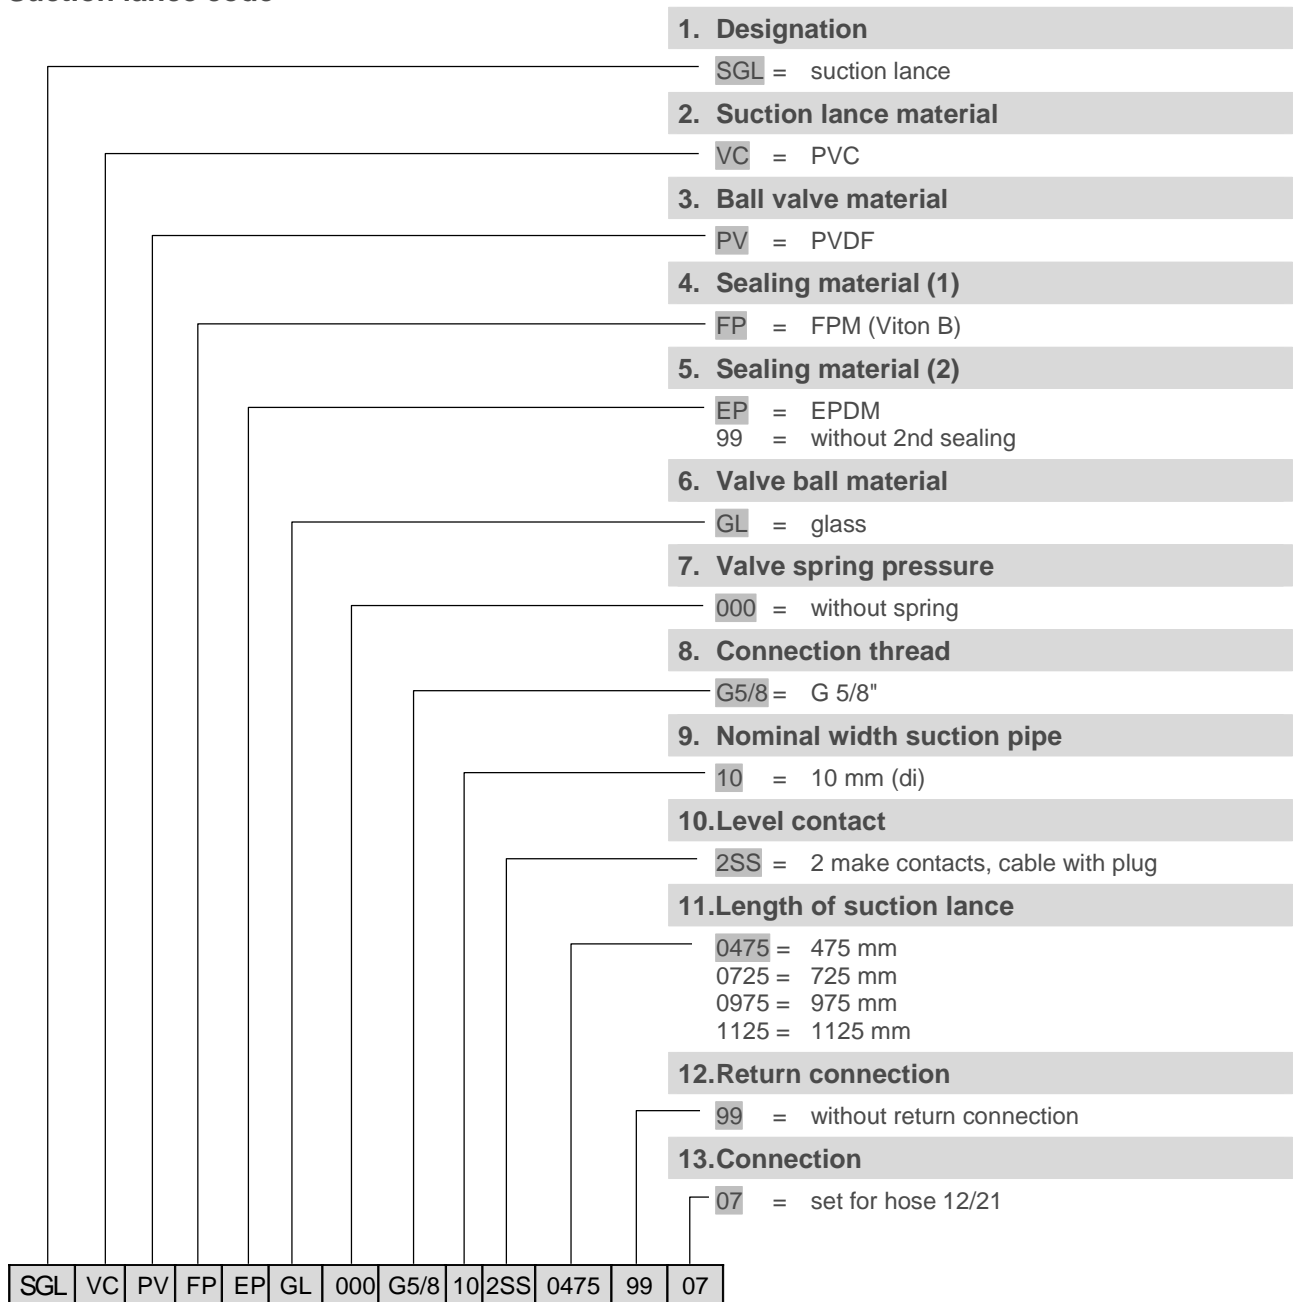 Suction lance code
1. Designation
SGL = suction lance
2. Suction lance material
VC = PVC
3. Ball valve material
PV = PVDF
4. Sealing material (1)
FP = FPM (Viton B)
5. Sealing material (2)
EP = EPDM
99 = without 2nd sealing
6. Valve ball material
GL = glass
7. Valve spring pressure
000 = without spring
8. Connection thread
G5/8 = G 5/8"
9. Nominal width suction pipe
10 = 10 mm (di)
10.Level contact
2SS = 2 make contacts, cable with plug
11.Length of suction lance
0475 = 475 mm
0725 = 725 mm
0975 = 975 mm
1125 = 1125 mm
12.Return connection
99 = without return connection
13.Connection
07 = set for hose 12/21
SGL VC PV FP EP GL 000 G5/8 10 2SS 0475 99 07